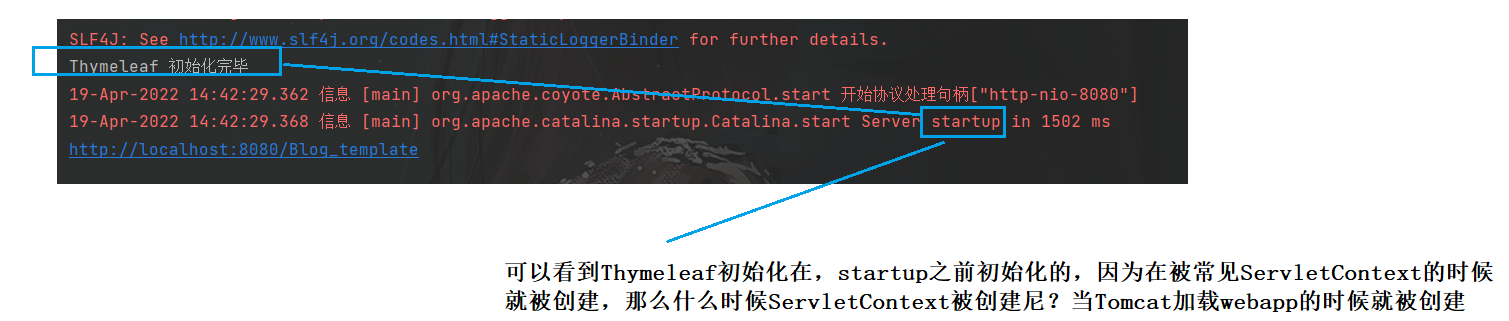 SLF4J: See http://www.slf4j.org/codes.html#StaticLoggerBinder for further details.
Thymeleaf 初始化完毕
19-Apr-2022 14:42:29.362 信息 [main] org.apache.coyote.AbstractProtocol.start 开始协议处理句柄["http-nio-8080"]
19-Apr-2022 14:42:29.368 信息 [main] org.apache.catalina.startup.Catalina.start Server startup in 1502 ms
http://localhost:8080/Blog_template
可以看到Thymeleaf初始化在，startup之前初始化的，因为在被常见ServletContext的时候
就被创建，那么什么时候ServletContext被创建尼？当Tomcat加载webapp的时候就被创建